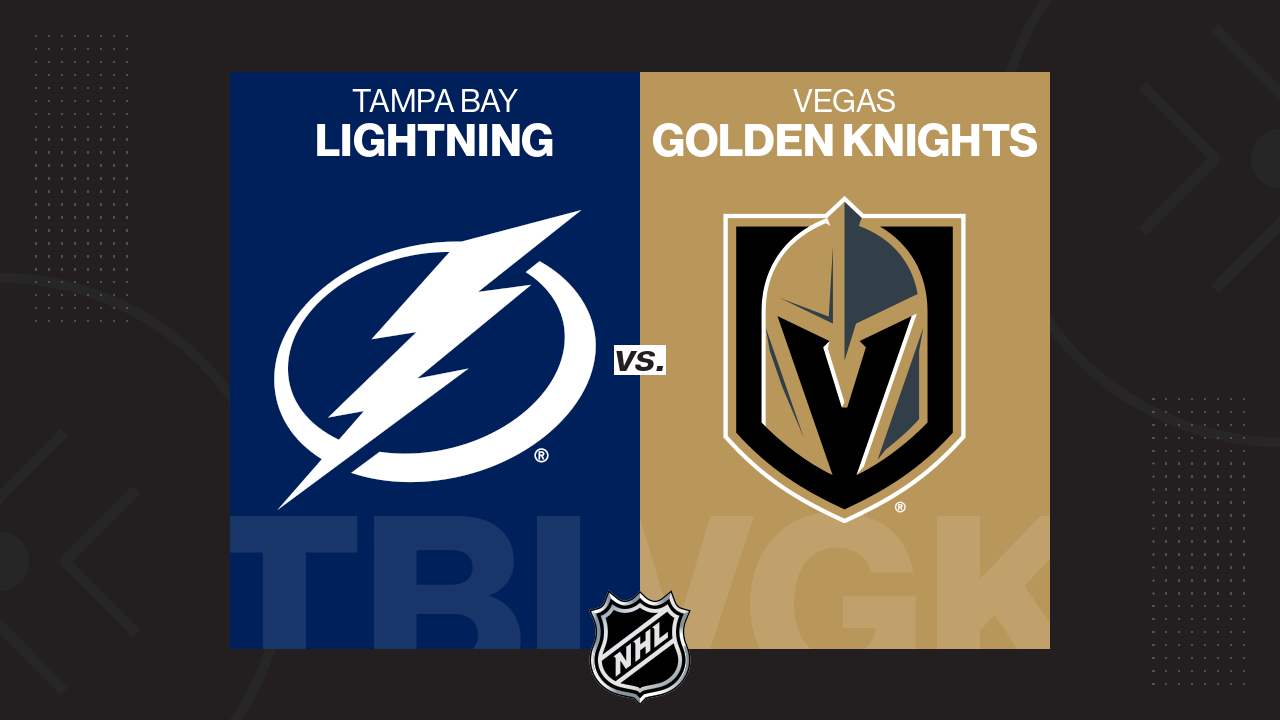 TAMPA BAY
LIGHTNING
VEGAS
GOLDEN KNIGHTS
vs.
®
®
TBL
VGK
NHL